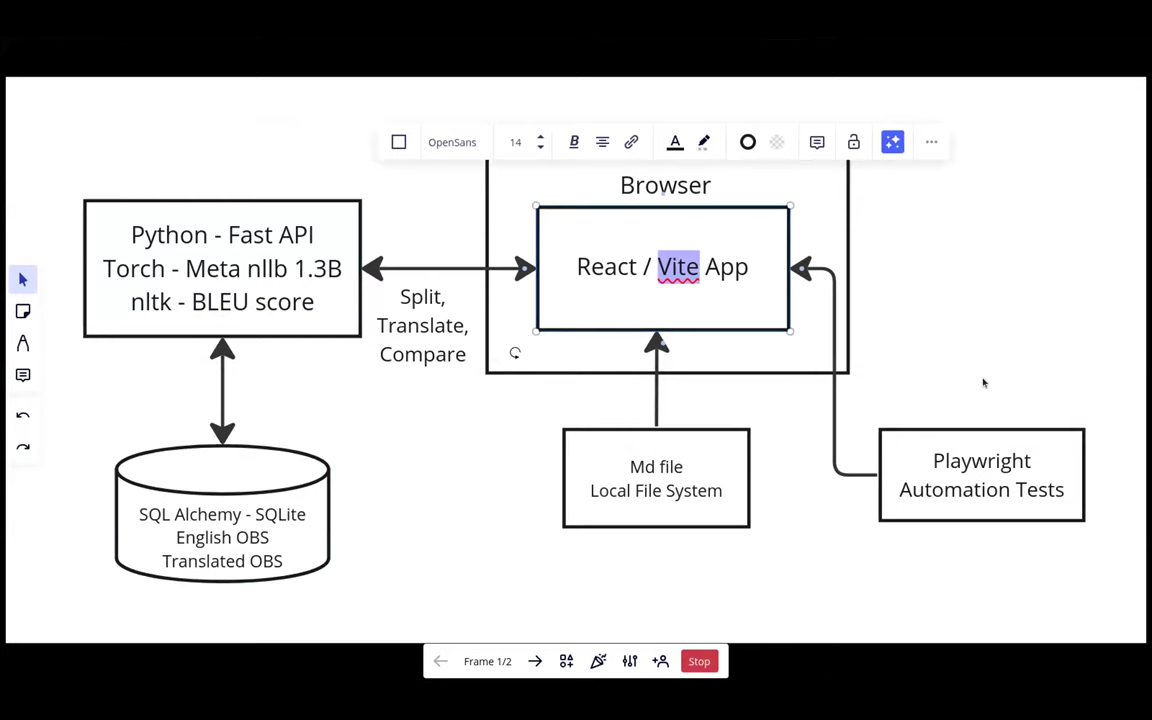 OpenSans
14
B
A
Browser
Python - Fast API
Torch - Meta nllb 1.3B
nltk - BLEU score
React / Vite App
Split,
Translate,
Compare
Md file
Local File System
Playwright
Automation Tests
SQL Alchemy - SQLite
English OBS
Translated OBS
Frame 1/2
Stop